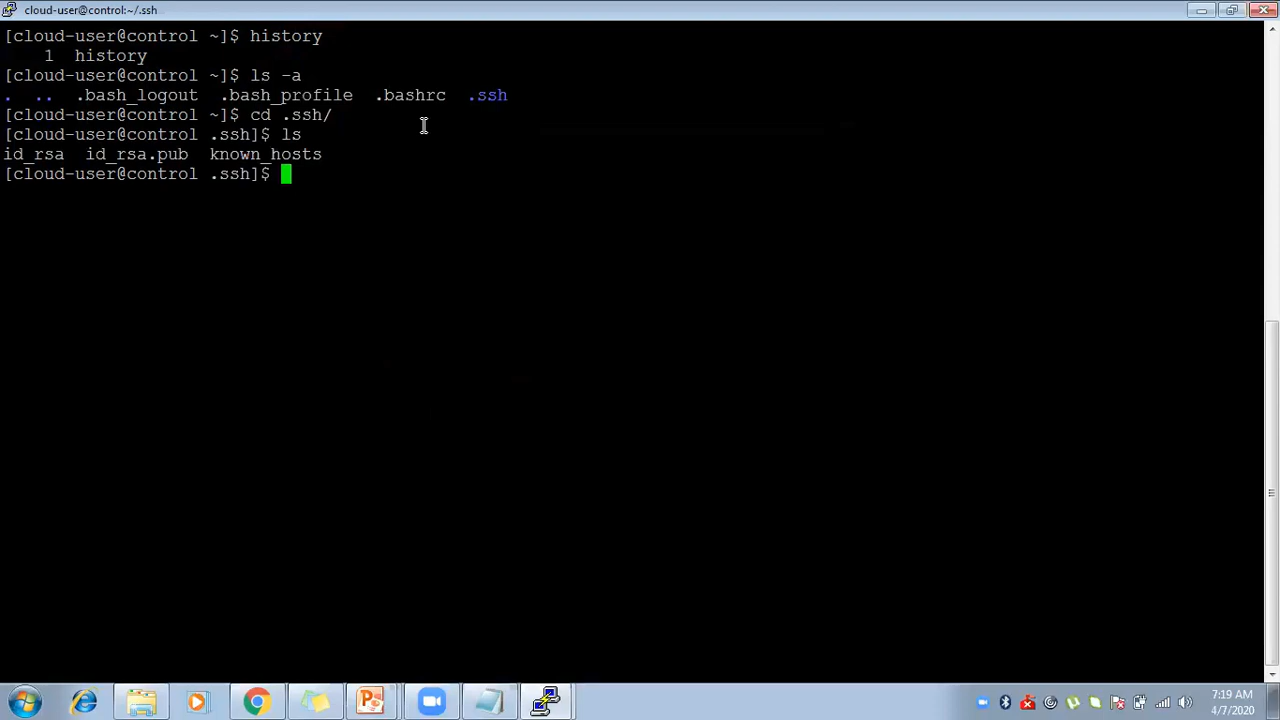 cloud-user@control:~/.ssh
[cloud-user@control ~]$ history
1 history
[cloud-user@control ~]$ ls -a
. .. .bash_logout .bash_profile .bashrc .ssh
[cloud-user@control ~]$ cd .ssh/
[cloud-user@control .ssh]$ ls
id_rsa id_rsa.pub known_hosts
[cloud-user@control .ssh]$
7:19 AM
4/7/2020